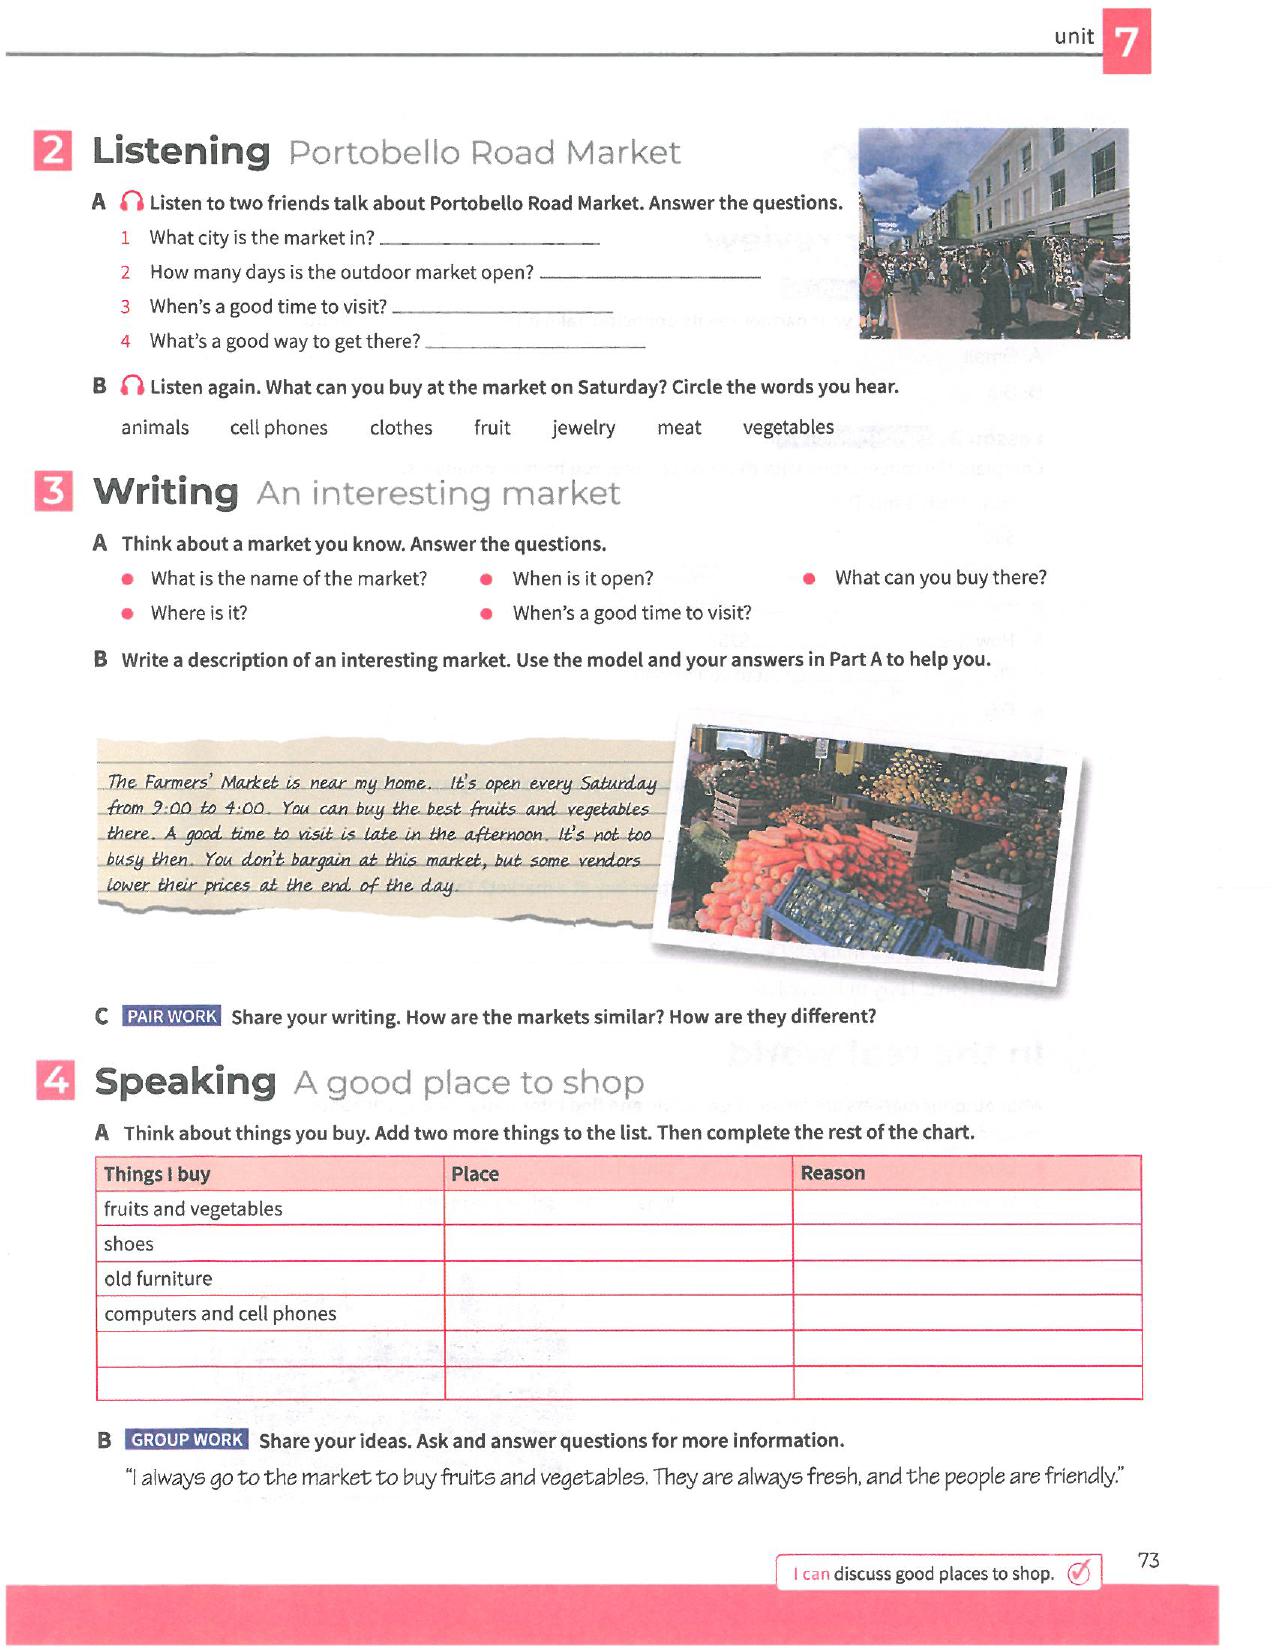 unit 7
2 Listening Portobello Road Market
A Listen to two friends talk about Portobello Road Market. Answer the questions.
1 What city is the market in?
2 How many days is the outdoor market open?
3 When's a good time to visit?
4 What's a good way to get there?
B Listen again. What can you buy at the market on Saturday? Circle the words you hear.
animals cell phones clothes fruit jewelry meat vegetables
3 Writing An interesting market
A Think about a market you know. Answer the questions.
• What is the name of the market? • When is it open? • What can you buy there?
• Where is it? • When's a good time to visit?
B Write a description of an interesting market. Use the model and your answers in Part A to help you.
The Farmers' Market is near my home. It's open every Saturday
from 9:00 to 4:00. You can buy the best fruits and vegetables
there. A good time to visit is late in the afternoon. It's not too
busy then. You don't bargain at this market, but some vendors
lower their prices at the end of the day.
C PAIR WORK Share your writing. How are the markets similar? How are they different?
4 Speaking A good place to shop
A Think about things you buy. Add two more things to the list. Then complete the rest of the chart.
Things I buy Place Reason
fruits and vegetables
shoes
old furniture
computers and cell phones
B GROUP WORK Share your ideas. Ask and answer questions for more information.
"I always go to the market to buy fruits and vegetables. They are always fresh, and the people are friendly."
I can discuss good places to shop.
73